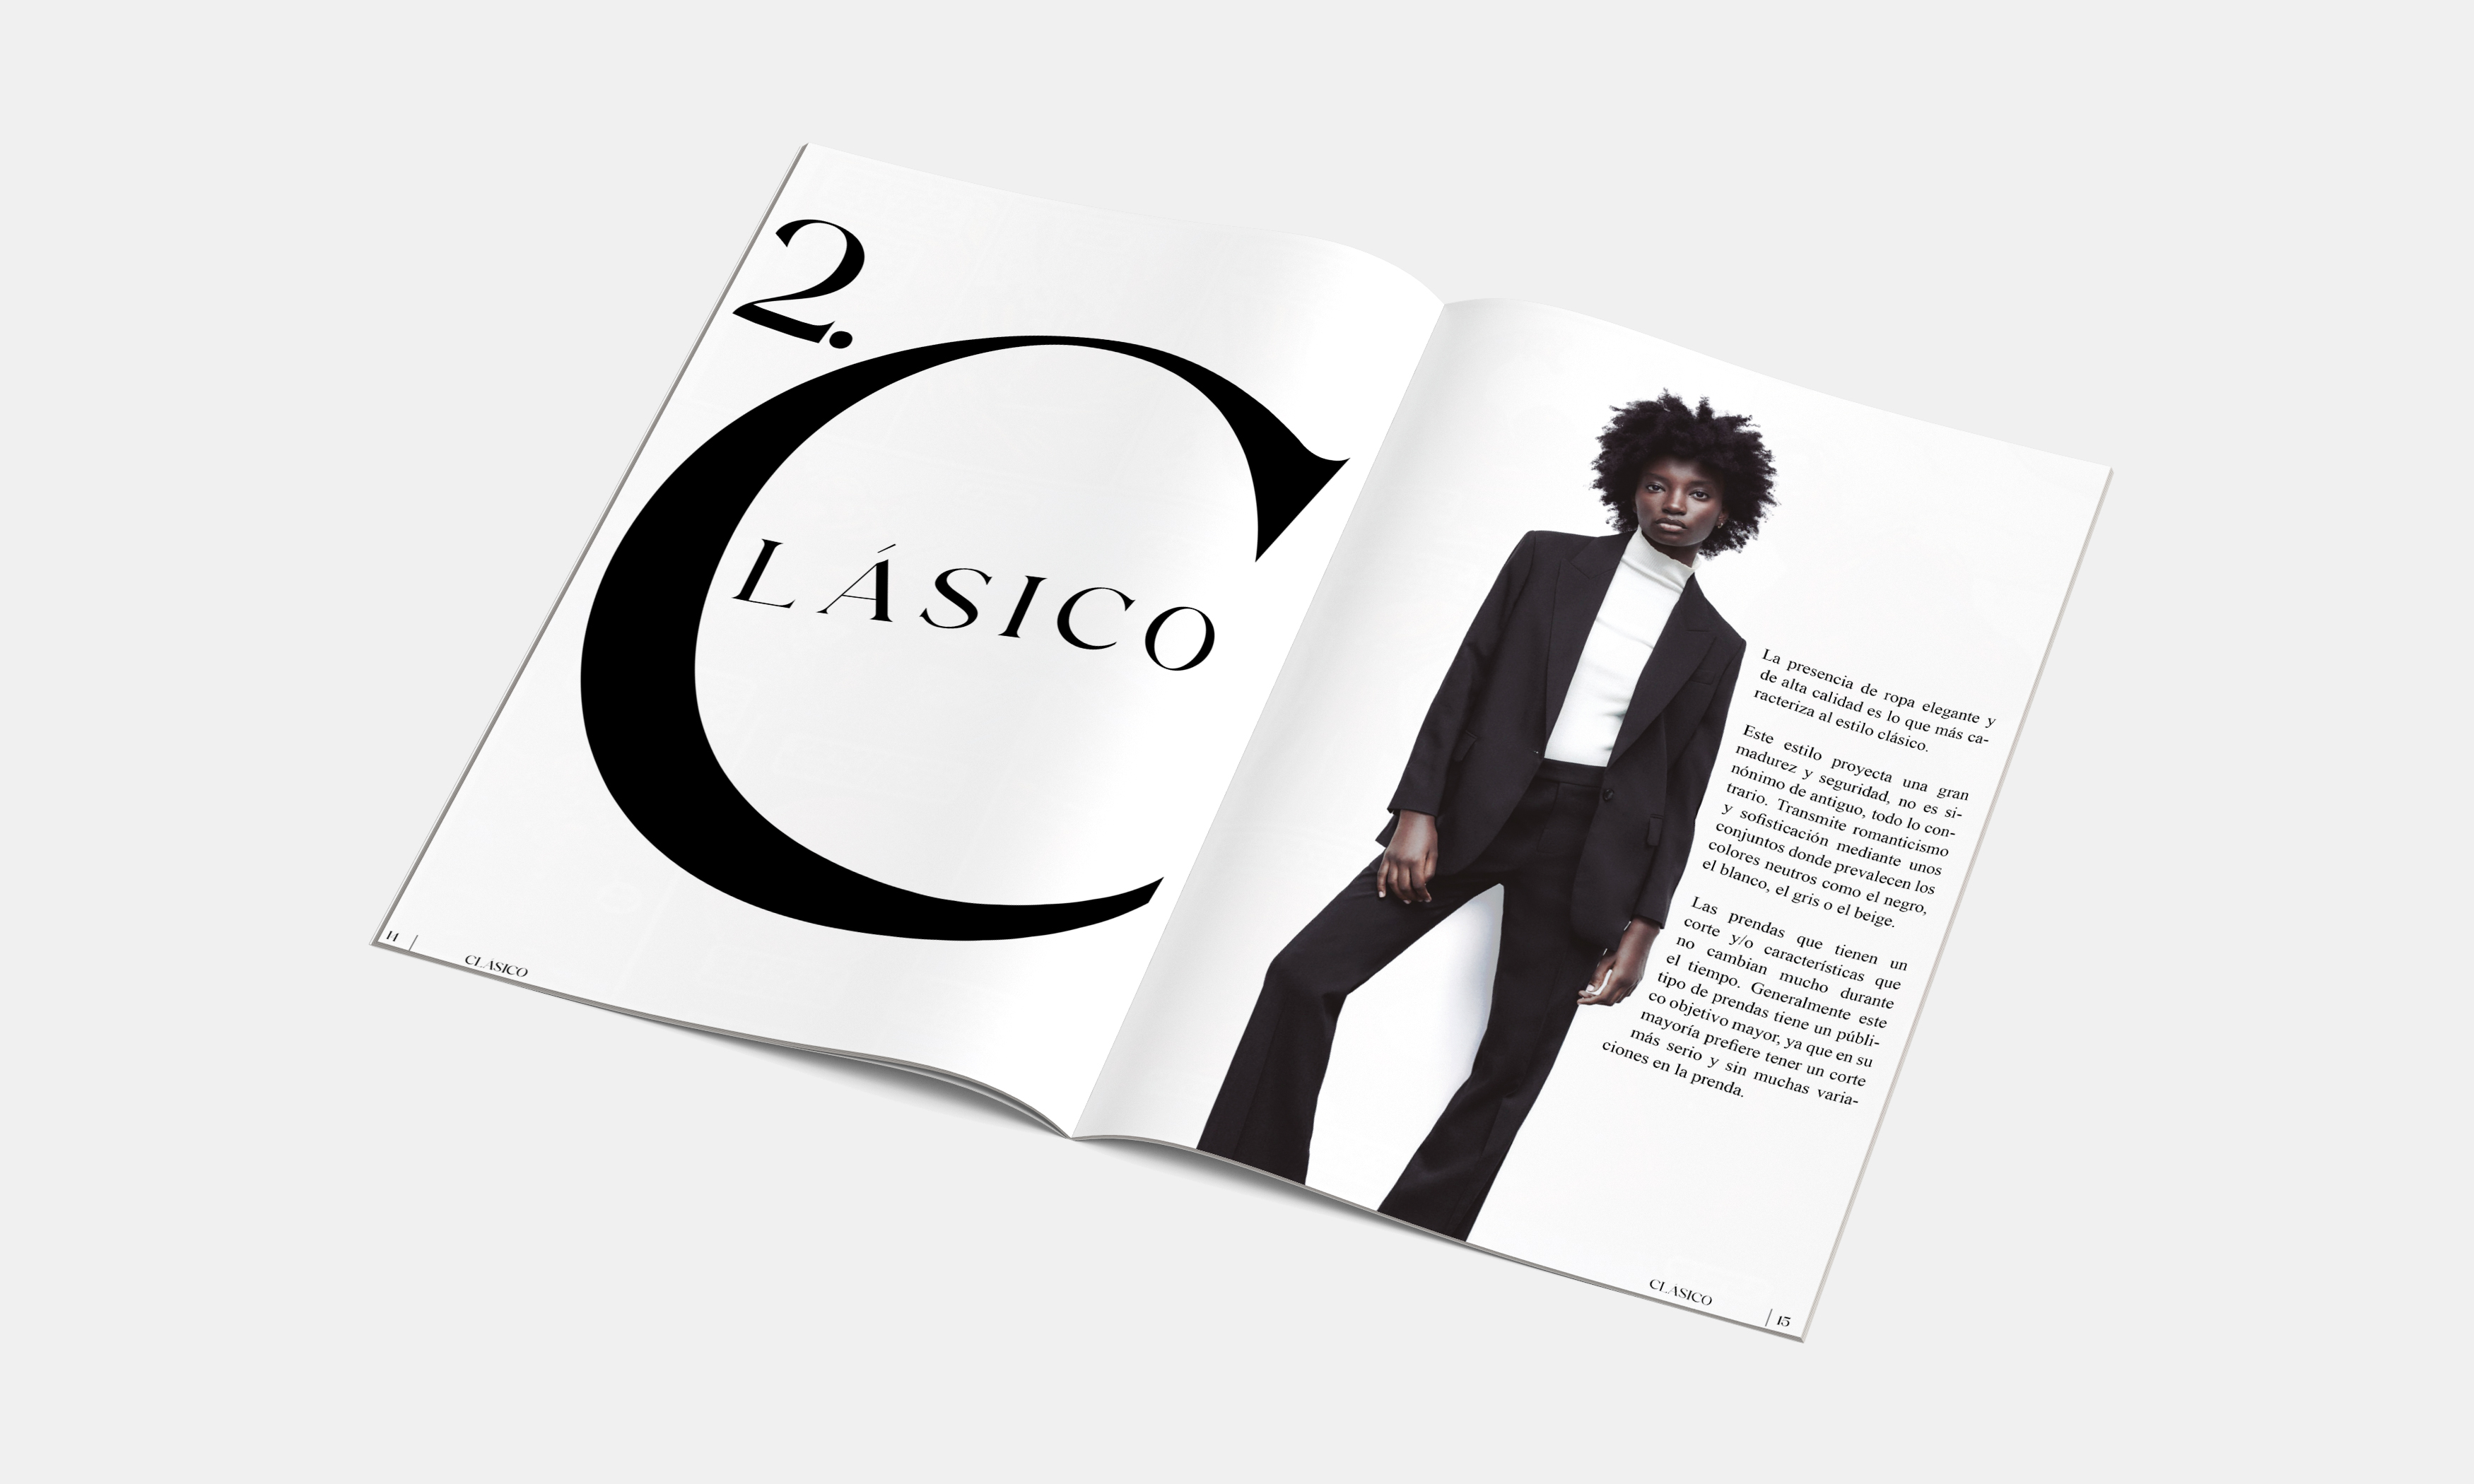 2.
CLÁSICO
14 |
CLÁSICO
La presencia de ropa elegante y
de alta calidad es lo que más ca-
racteriza al estilo clásico.
Este estilo proyecta una gran
madurez y seguridad, no es si-
nónimo de antiguo, todo lo con-
trario. Transmite romanticismo
y sofisticación mediante unos
conjuntos donde prevalecen los
colores neutros como el negro,
el blanco, el gris o el beige.
Las prendas que tienen un
corte y/o características que
no cambian mucho durante
el tiempo. Generalmente este
tipo de prendas tiene un públi-
co objetivo mayor, ya que en su
mayoría prefiere tener un corte
más serio y sin muchas varia-
ciones en la prenda.
CLÁSICO
| 15